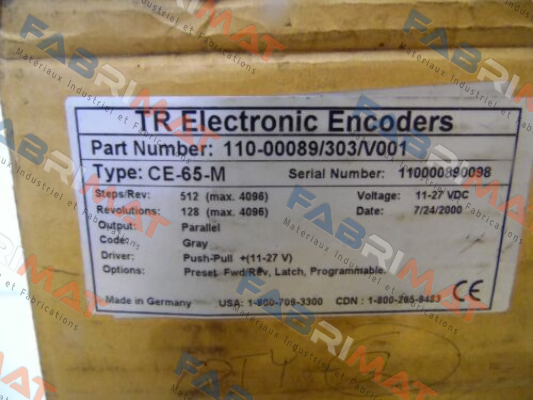 TR Electronic Encoders
Part Number: 110-00089/303/V001
Type: CE-65-M Serial Number: 110000890098
Steps/Rev: 512 (max. 4096) Voltage: 11-27 VDC
Revolutions: 128 (max. 4096) Date: 7/24/2000
Output: Parallel
Code: Gray
Driver: Push-Pull +(11-27 V)
Options: Preset, Fwd/Rev, Latch, Programmable.
Made in Germany USA: 1-800-709-3300 CDN : 1-800-265-9483 CE
QTY
FABRIMAT
Matériaux Industriel et Fabrications